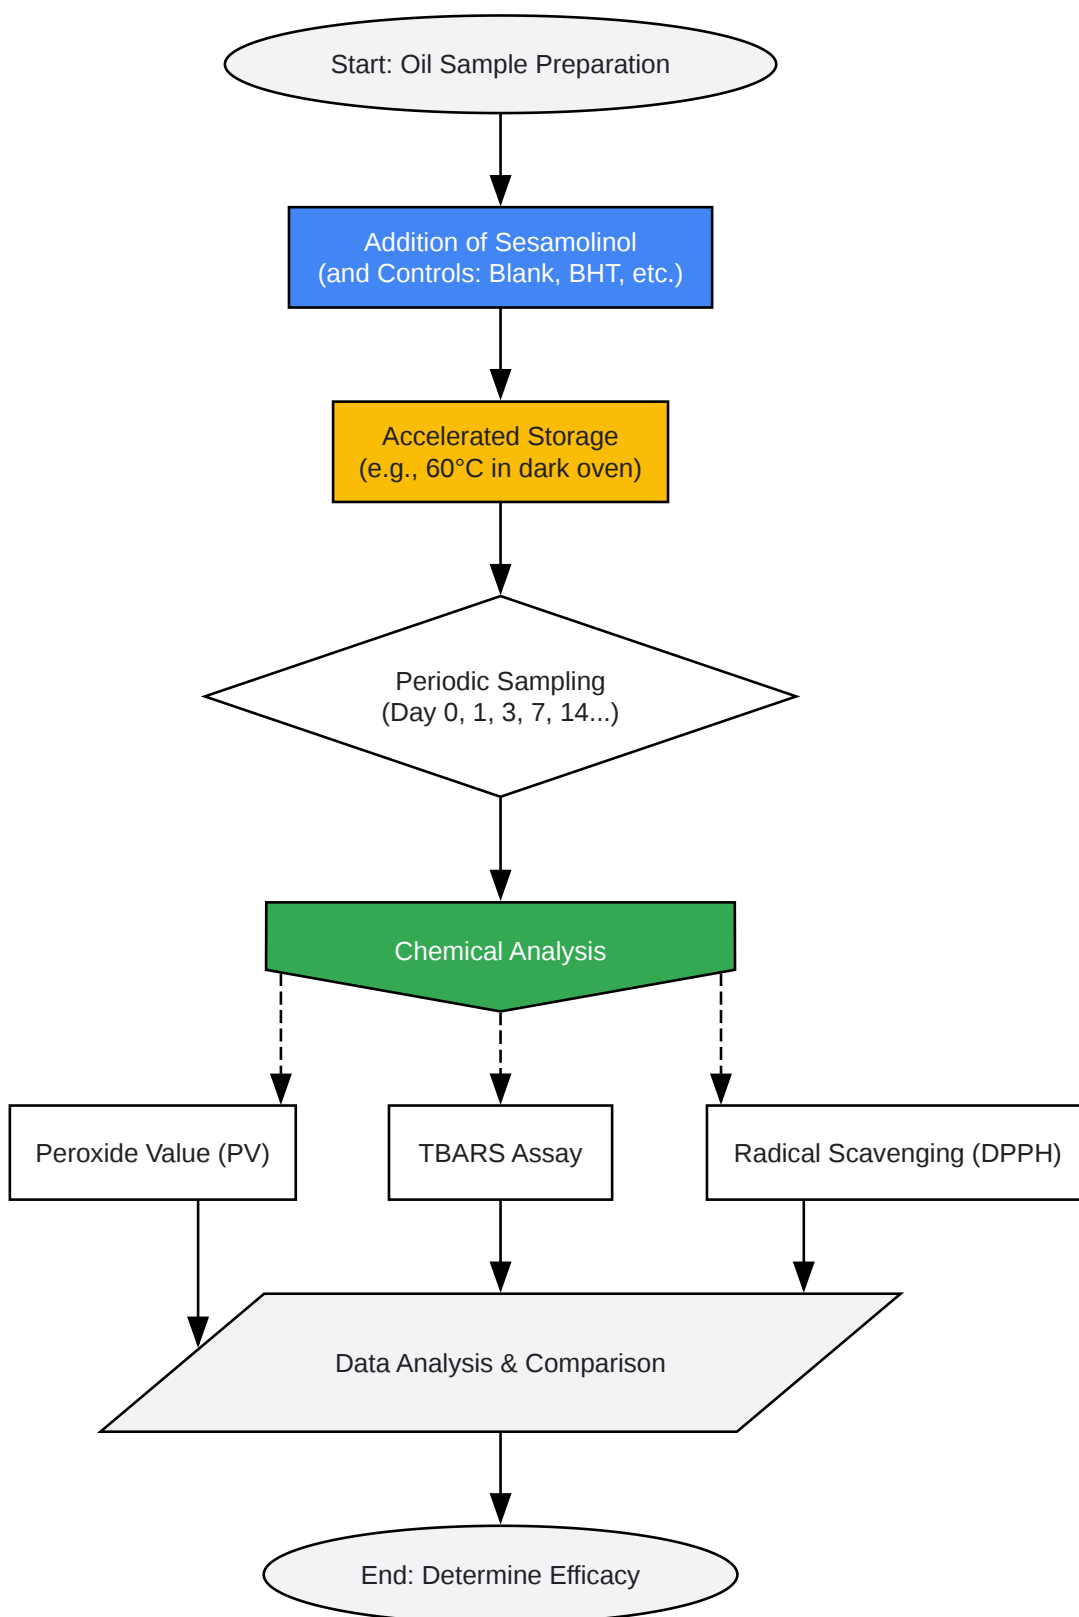 Start: Oil Sample Preparation
Addition of Sesamolinol
(and Controls: Blank, BHT, etc.)
Accelerated Storage
(e.g., 60°C in dark oven)
Periodic Sampling
(Day 0, 1, 3, 7, 14...)
Chemical Analysis
Peroxide Value (PV)
TBARS Assay
Radical Scavenging (DPPH)
Data Analysis & Comparison
End: Determine Efficacy